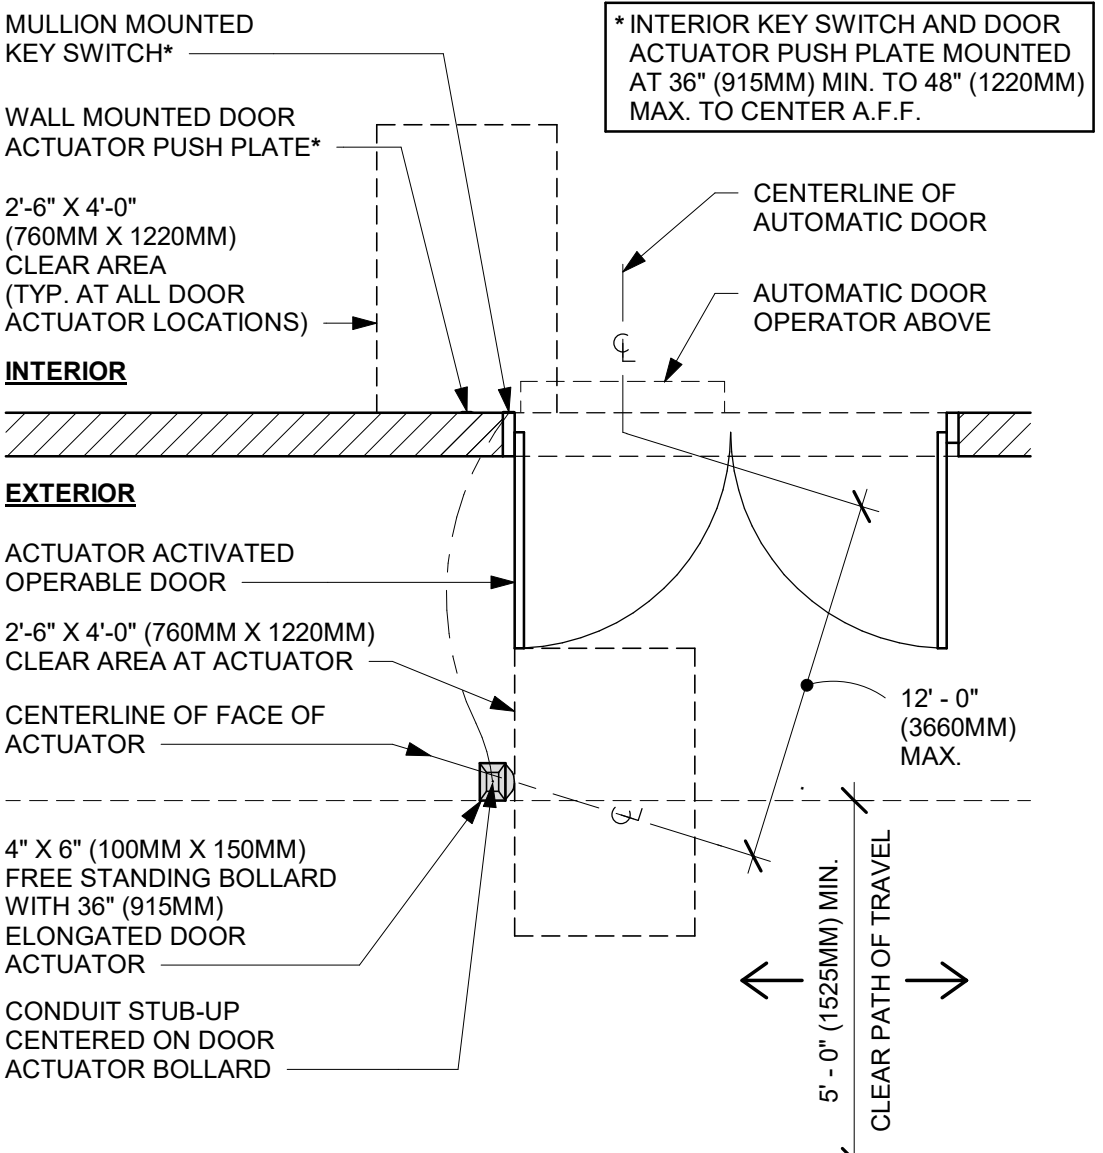 MULLION MOUNTED
KEY SWITCH*
* INTERIOR KEY SWITCH AND DOOR
ACTUATOR PUSH PLATE MOUNTED
AT 36" (915MM) MIN. TO 48" (1220MM)
MAX. TO CENTER A.F.F.
WALL MOUNTED DOOR
ACTUATOR PUSH PLATE*
2'-6" X 4'-0"
(760MM X 1220MM)
CLEAR AREA
(TYP. AT ALL DOOR
ACTUATOR LOCATIONS)
CENTERLINE OF
AUTOMATIC DOOR
AUTOMATIC DOOR
OPERATOR ABOVE
CL
INTERIOR
EXTERIOR
ACTUATOR ACTIVATED
OPERABLE DOOR
2'-6" X 4'-0" (760MM X 1220MM)
CLEAR AREA AT ACTUATOR
CENTERLINE OF FACE OF
ACTUATOR
12' - 0"
(3660MM)
MAX.
CL
4" X 6" (100MM X 150MM)
FREE STANDING BOLLARD
WITH 36" (915MM)
ELONGATED DOOR
ACTUATOR
CONDUIT STUB-UP
CENTERED ON DOOR
ACTUATOR BOLLARD
5' - 0" (1525MM) MIN.
CLEAR PATH OF TRAVEL